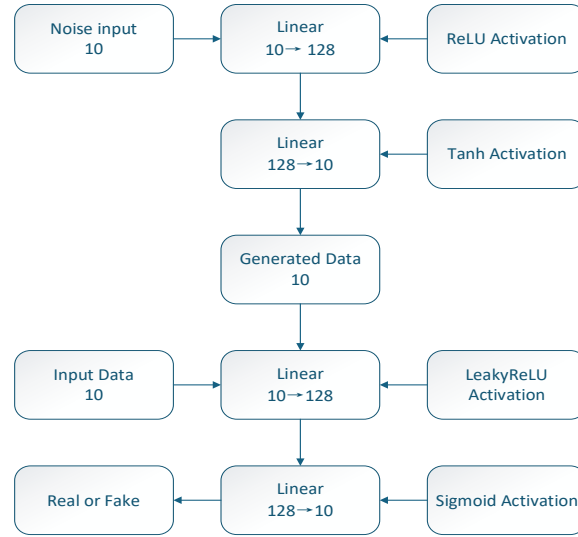 Noise input
10
Linear
10→128
ReLU Activation
Linear
128→10
Tanh Activation
Generated Data
10
Input Data
10
Linear
10→128
LeakyReLU
Activation
Real or Fake
Linear
128→10
Sigmoid Activation